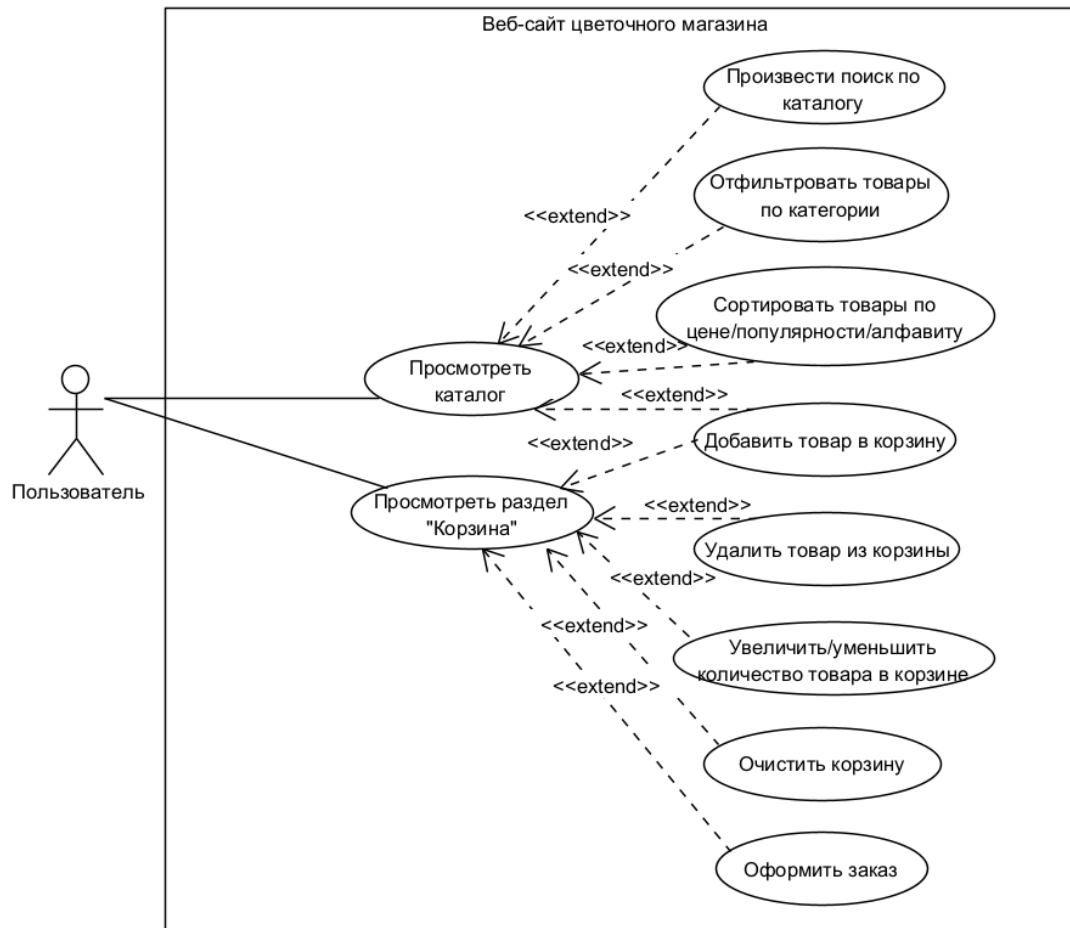 Веб-сайт цветочного магазина
Произвести поиск по
каталогу
Отфильтровать товары
по категории
<<extend>>
<<extend>>
Сортировать товары по
цене/популярности/алфавиту
<<extend>>
Просмотреть
каталог
<<extend>>
Добавить товар в корзину
<<extend>>
Пользователь
Просмотреть раздел
"Корзина"
<<extend>>
Удалить товар из корзины
<<extend>>
<<extend>>
Увеличить/уменьшить
количество товара в корзине
<<extend>>
Очистить корзину
Оформить заказ